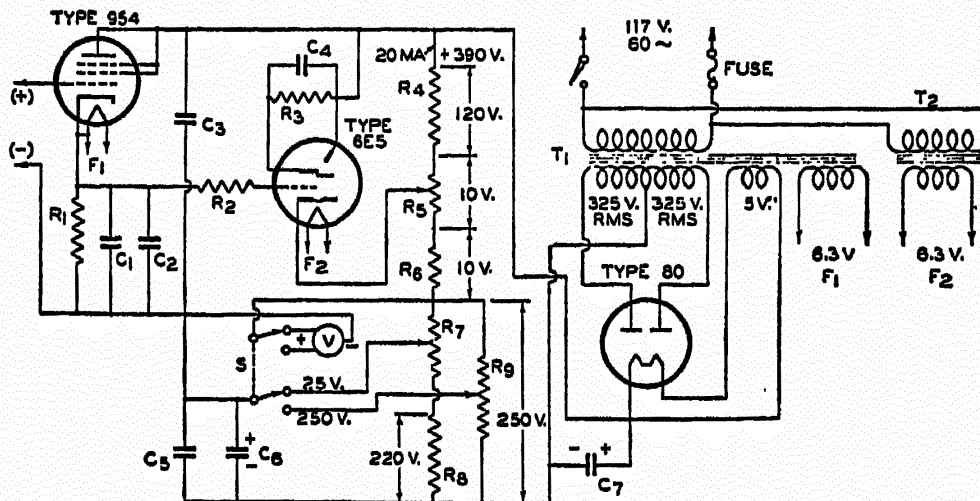 TYPE 954
(+)
(-)
F1
R1
C1
C2
C3
R2
C4
R3
TYPE
6E5
F2
20 MA
+390 V.
R4
120 V.
R5
10 V.
R6
10 V.
R7
+ V -
S
25 V.
250 V.
R9
250 V.
220 V.
R8
C5
+
-
C6
117 V.
60 ~
FUSE
T2
T1
325 V.
RMS
325 V.
RMS
5 V.
6.3 V
F1
6.3 V.
F2
TYPE 80
- +
C7